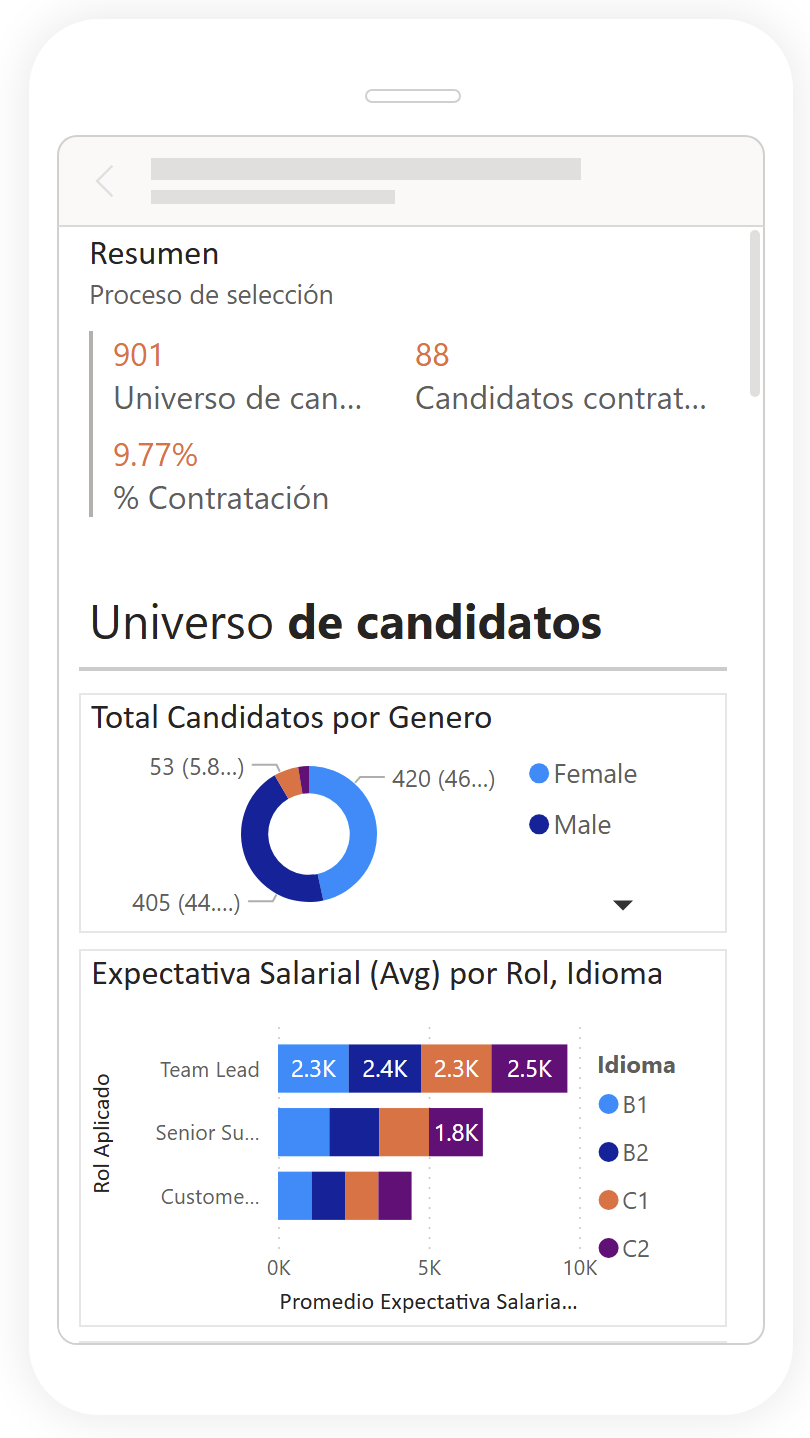 Resumen
Proceso de selección
901
Universo de can...
88
Candidatos contrat...
9.77%
% Contratación
Universo de candidatos
Total Candidatos por Genero
53 (5.8...)
420 (46...)
405 (44....)
Female
Male
Expectativa Salarial (Avg) por Rol, Idioma
Rol Aplicado
Team Lead
2.3K 2.4K 2.3K 2.5K
Senior Su...
1.8K
Custome...
0K 5K 10K
Promedio Expectativa Salaria...
Idioma
B1
B2
C1
C2